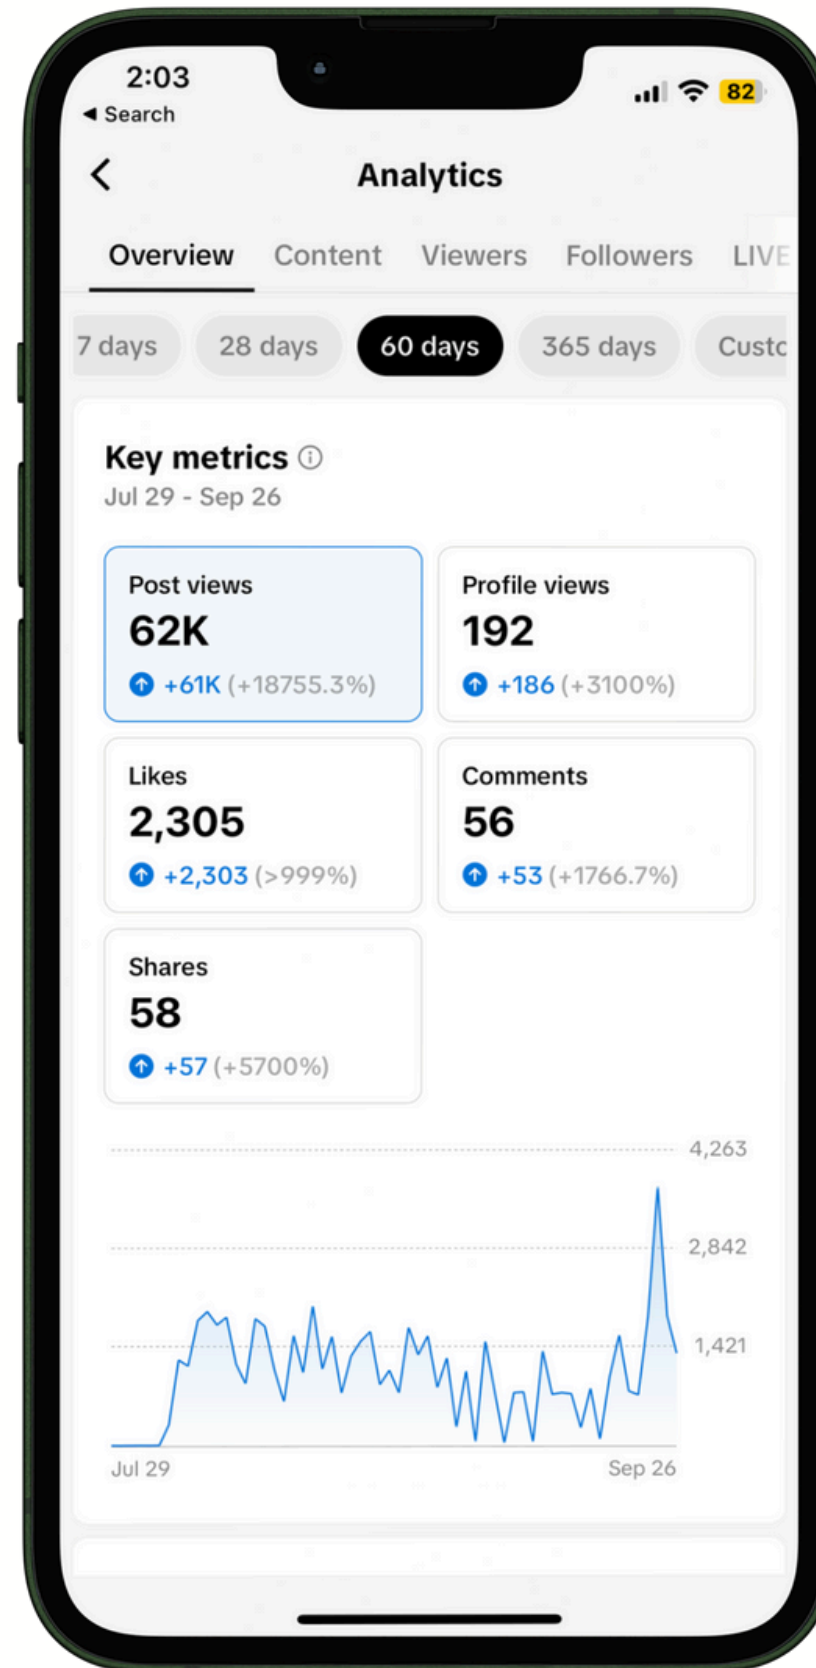 2:03
82
Search
Analytics
Overview Content Viewers Followers LIVE
7 days 28 days 60 days 365 days Custo
Key metrics
Jul 29 - Sep 26
Post views
62K
+61K (+18755.3%)
Profile views
192
+186 (+3100%)
Likes
2,305
+2,303 (>999%)
Comments
56
+53 (+1766.7%)
Shares
58
+57 (+5700%)
4,263
2,842
1,421
Jul 29 Sep 26